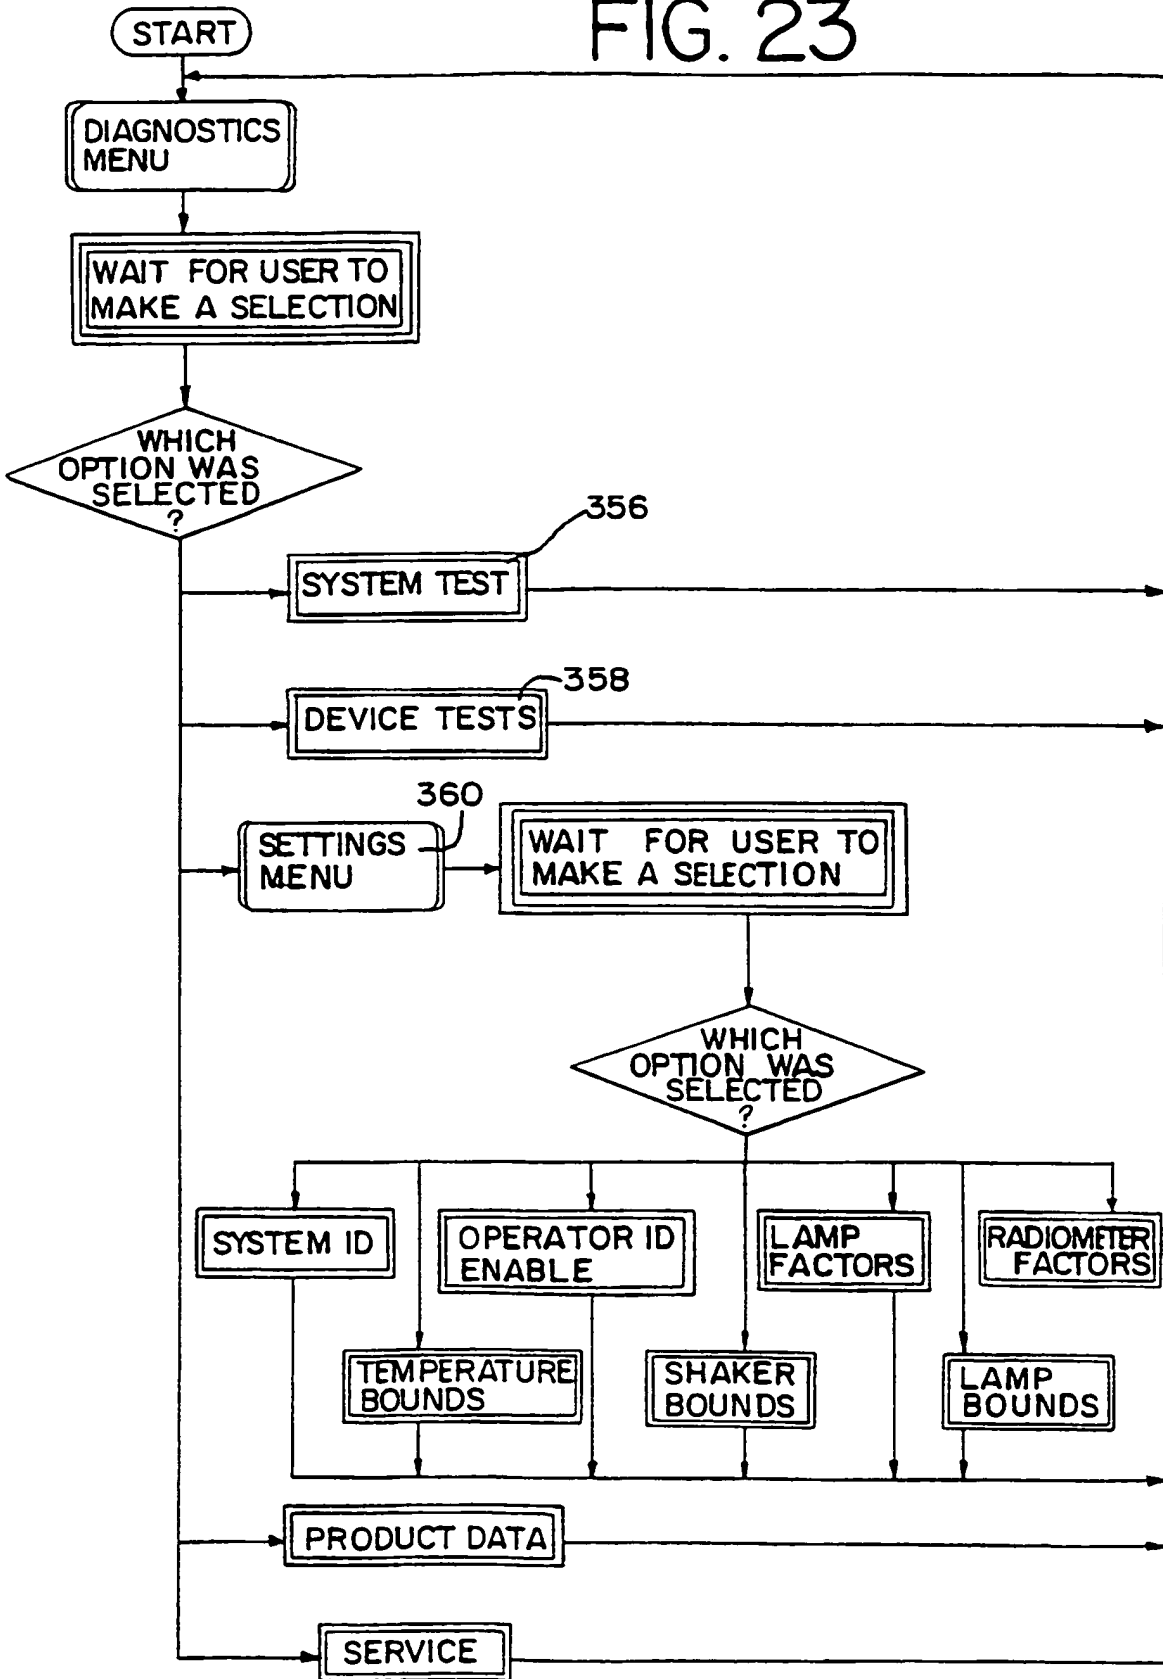 FIG. 23
START
DIAGNOSTICS
MENU
WAIT FOR USER TO
MAKE A SELECTION
WHICH
OPTION WAS
SELECTED
?
356
SYSTEM TEST
358
DEVICE TESTS
360
SETTINGS
MENU
WAIT FOR USER TO
MAKE A SELECTION
WHICH
OPTION WAS
SELECTED
?
SYSTEM ID
OPERATOR ID
ENABLE
LAMP
FACTORS
RADIOMETER
FACTORS
TEMPERATURE
BOUNDS
SHAKER
BOUNDS
LAMP
BOUNDS
PRODUCT DATA
SERVICE